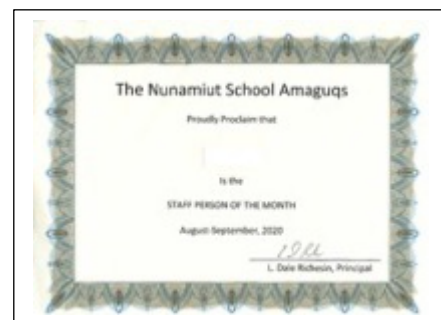 The Nunamiut School Amaguqs
Proudly Proclaim that
Is the
STAFF PERSON OF THE MONTH
August-September, 2020
L. Dale Richesin, Principal